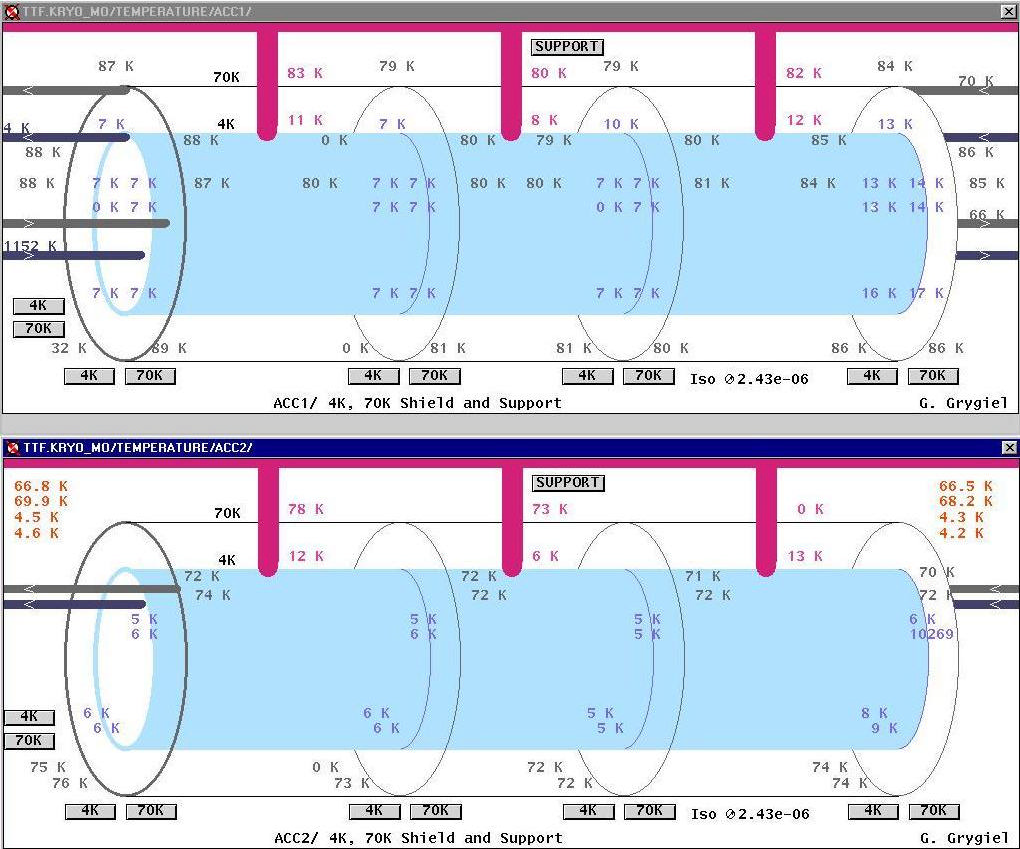 TTF.KRYO_MO/TEMPERATURE/ACC1/
SUPPORT
87 K 79 K 79 K 84 K
70K 83 K 80 K 82 K 70 K
4K 11 K 8 K 12 K
4 K 7 K 7 K 10 K 13 K
88 K 88 K 0 K 80 K 79 K 80 K 85 K 86 K
88 K 7 K 7 K 87 K 80 K 7 K 7 K 80 K 80 K 7 K 7 K 81 K 84 K 13 K 14 K 85 K
0 K 7 K 7 K 7 K 0 K 7 K 13 K 14 K 66 K
1152 K
7 K 7 K 7 K 7 K 7 K 7 K 16 K 17 K
4K
70K
32 K 89 K 0 K 81 K 81 K 80 K 86 K 86 K
4K 70K 4K 70K 4K 70K Iso ∅2.43e-06 4K 70K
ACC1/ 4K, 70K Shield and Support G. Grygiel
TTF.KRYO_MO/TEMPERATURE/ACC2/
SUPPORT
66.8 K 66.5 K
69.9 K 68.2 K
4.5 K 4.3 K
4.6 K 4.2 K
70K 78 K 73 K 0 K
4K 12 K 6 K 13 K
72 K 72 K 71 K 70 K
74 K 72 K 72 K 72 K
5 K 5 K 5 K 6 K
6 K 6 K 5 K 10269
6 K 6 K 5 K 8 K
6 K 6 K 5 K 9 K
4K
70K
75 K 0 K 72 K 74 K
76 K 73 K 72 K 74 K
4K 70K 4K 70K 4K 70K Iso ∅2.43e-06 4K 70K
ACC2/ 4K, 70K Shield and Support G. Grygiel